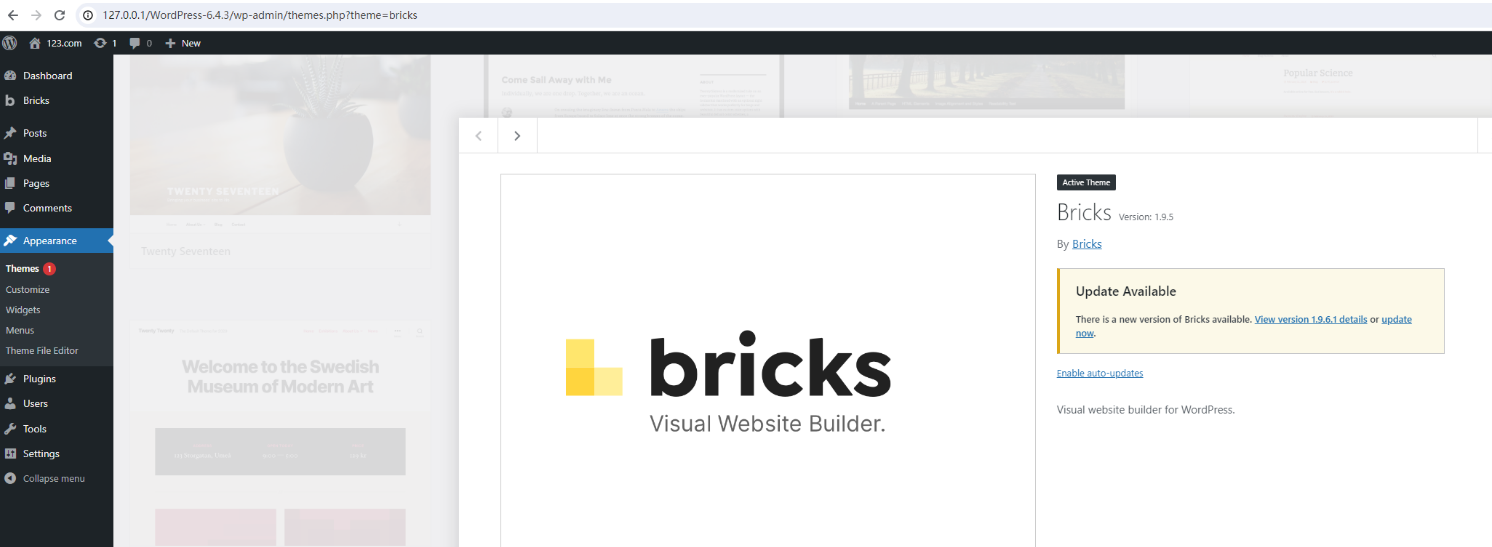 127.0.0.1/WordPress-6.4.3/wp-admin/themes.php?theme=bricks
123.com 1 0 New
Dashboard
Bricks
Posts
Media
Pages
Comments
Appearance
Themes 1
Customize
Widgets
Menus
Theme File Editor
Plugins
Users
Tools
Settings
Collapse menu
TWENTY SEVENTEEN
Twenty Seventeen
Come Sail Away with Me
Popular Science
Twenty Twenty
Welcome to the Swedish
Museum of Modern Art
bricks
Visual Website Builder.
Active Theme
Bricks Version: 1.9.5
By Bricks
Update Available
There is a new version of Bricks available. View version 1.9.6.1 details or update
now.
Enable auto-updates
Visual website builder for WordPress.